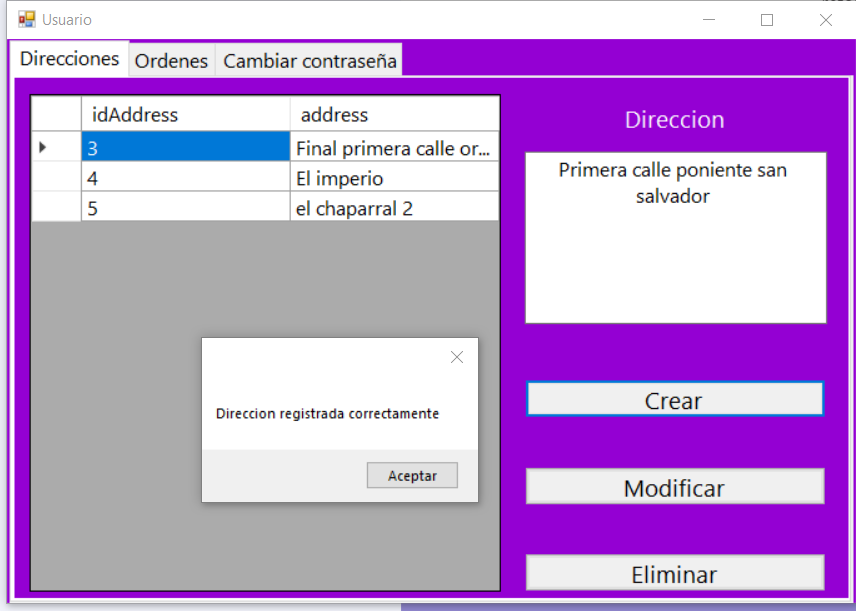 Usuario
Direcciones Ordenes Cambiar contraseña
idAddress address
3 Final primera calle or...
4 El imperio
5 el chaparral 2
Direccion
Primera calle poniente san
salvador
Direccion registrada correctamente
Aceptar
Crear
Modificar
Eliminar